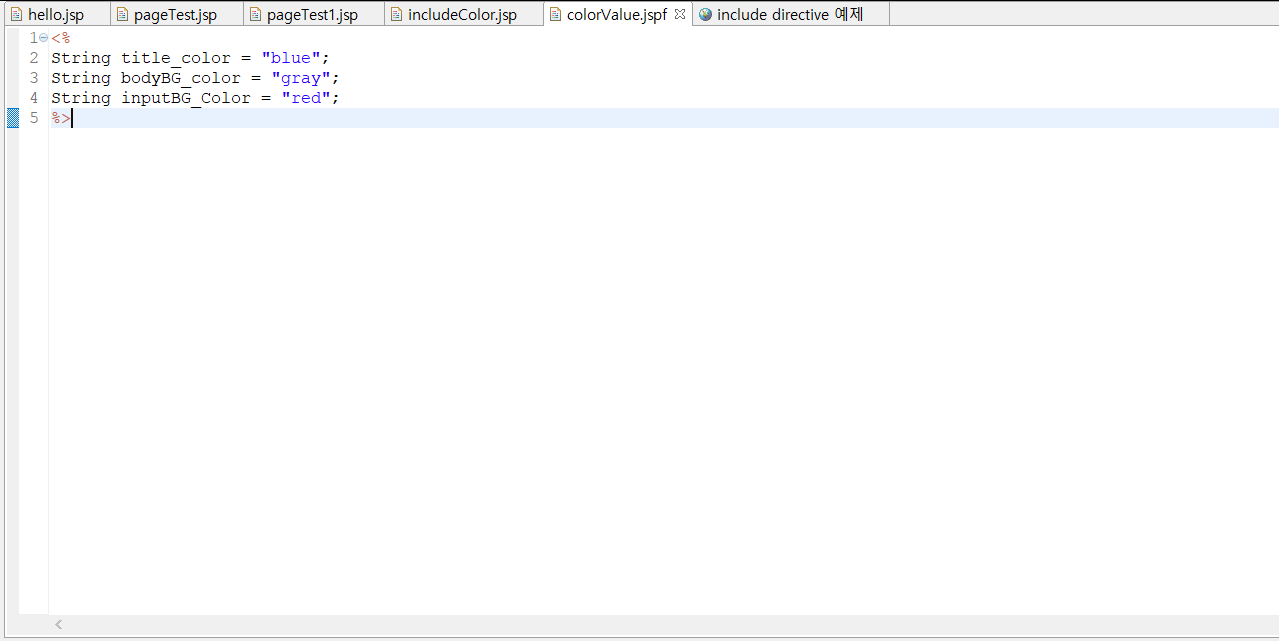 hello.jsp pageTest.jsp pageTest1.jsp includeColor.jsp colorValue.jspf include directive 예제
1 <%
2 String title_color = "blue";
3 String bodyBG_color = "gray";
4 String inputBG_Color = "red";
5 %>